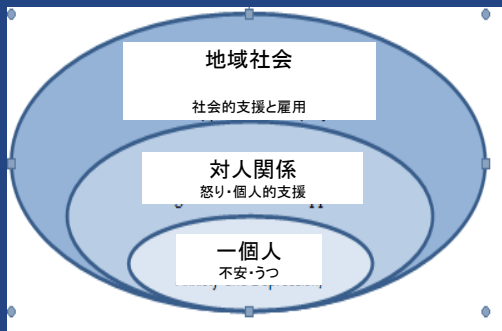 地域社会
社会的支援と雇用
対人関係
怒り・個人的支援
一個人
不安・うつ